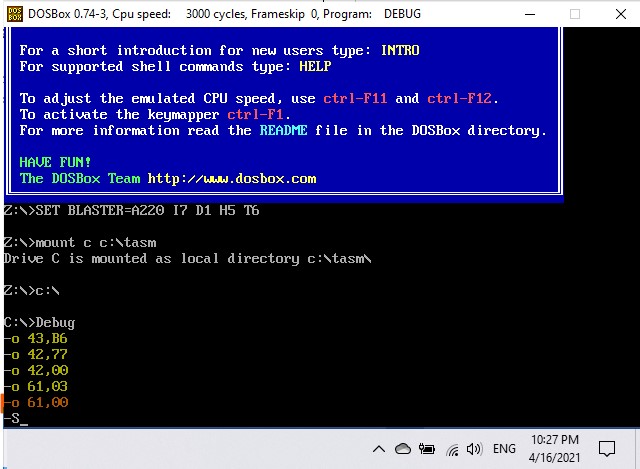 DOSBox 0.74-3, Cpu speed:    3000 cycles, Frameskip  0, Program:   DEBUG
For a short introduction for new users type: INTRO
For supported shell commands type: HELP
To adjust the emulated CPU speed, use ctrl-F11 and ctrl-F12.
To activate the keymapper ctrl-F1.
For more information read the README file in the DOSBox directory.
HAVE FUN!
The DOSBox Team http://www.dosbox.com
Z:\>SET BLASTER=A220 I7 D1 H5 T6
Z:\>mount c c:\tasm
Drive C is mounted as local directory c:\tasm\
Z:\>c:\
C:\>Debug
-o 43,B6
-o 42,77
-o 42,00
-o 61,03
-o 61,00
-S_
ENG
10:27 PM
4/16/2021